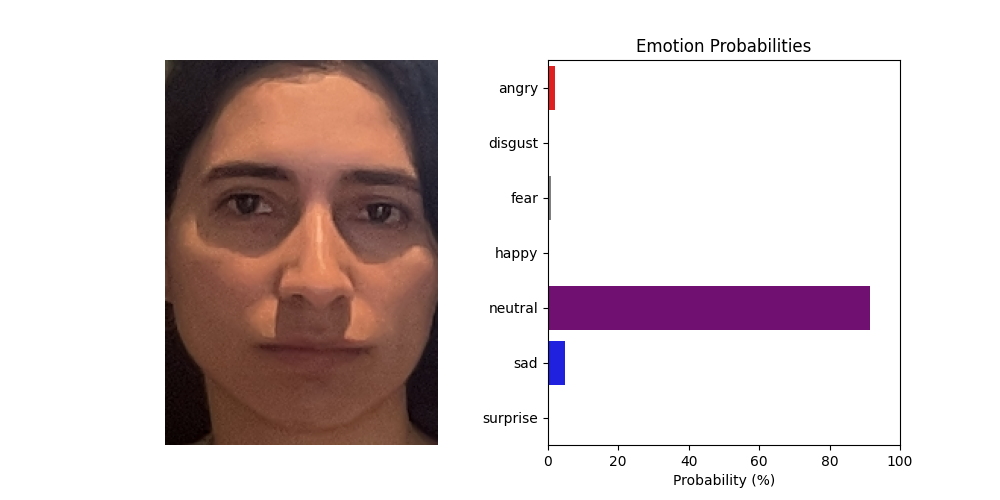 Emotion Probabilities
angry
disgust
fear
happy
neutral
sad
surprise
0 20 40 60 80 100
Probability (%)